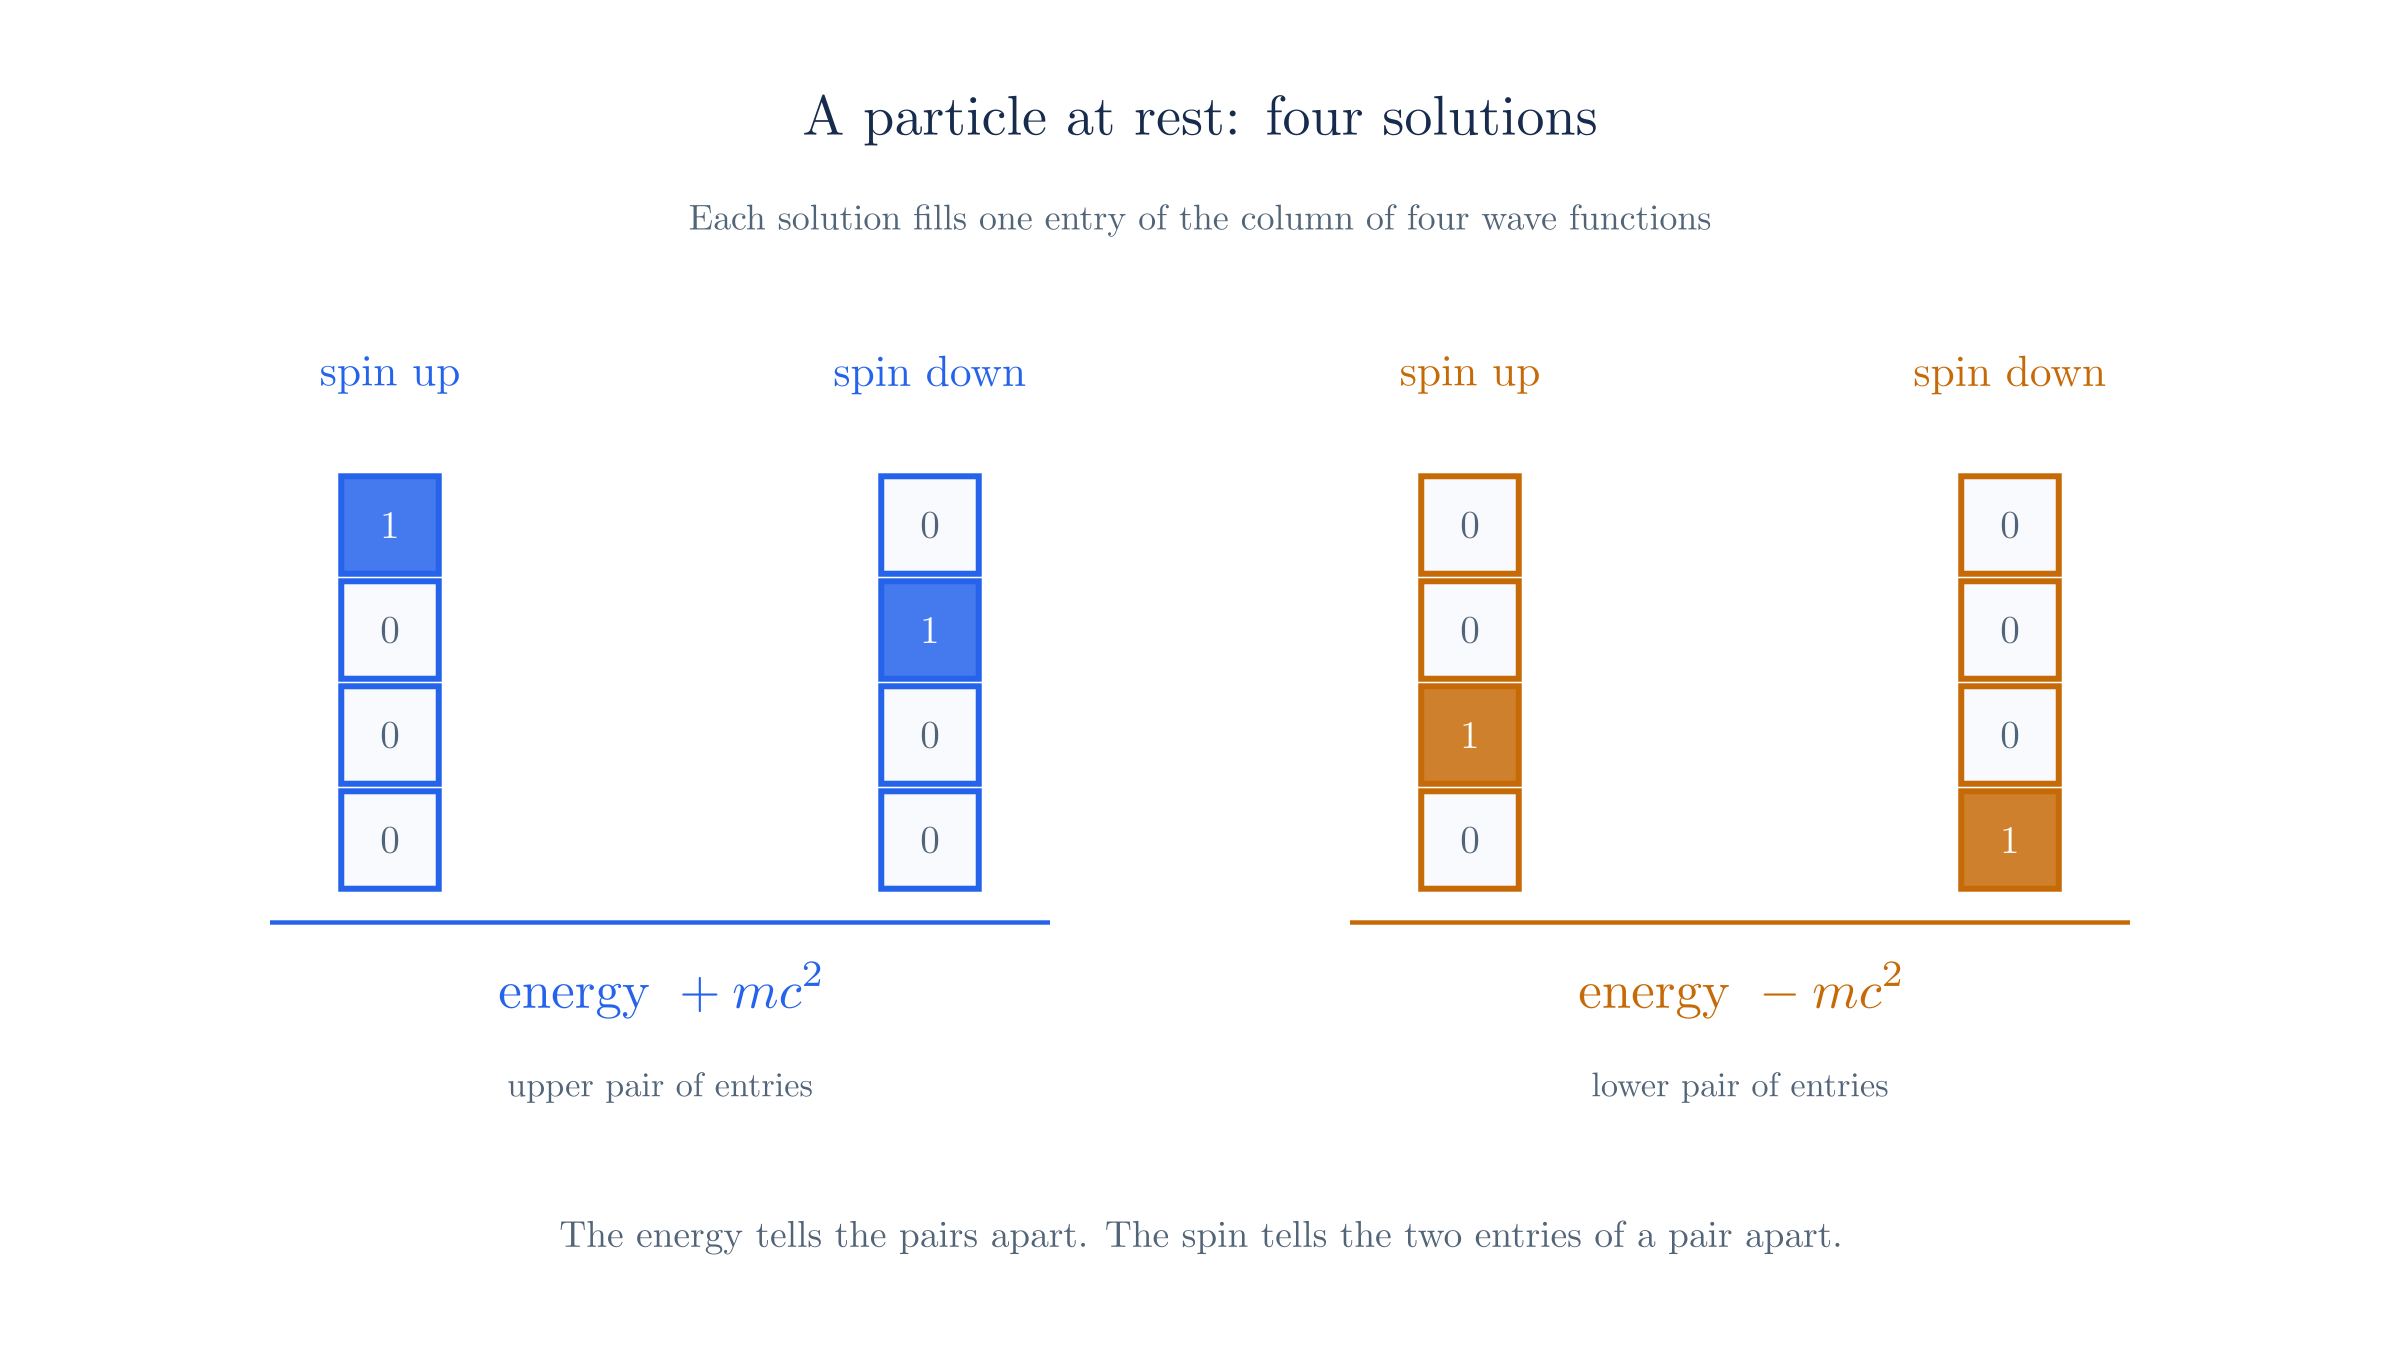 A particle at rest: four solutions
Each solution fills one entry of the column of four wave functions
spin up spin down spin up spin down
1 0 0 0
0 1 0 0
0 0 1 0
0 0 0 1
energy +mc² energy −mc²
upper pair of entries lower pair of entries
The energy tells the pairs apart. The spin tells the two entries of a pair apart.